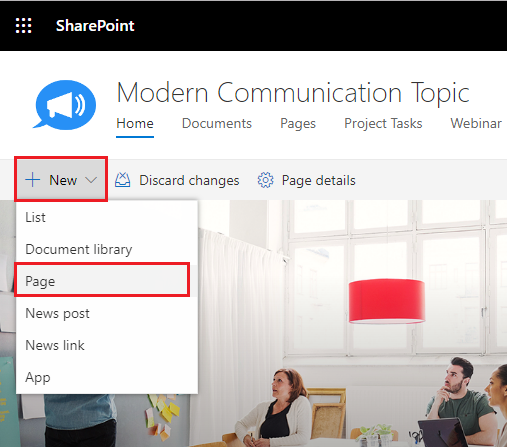 SharePoint
Modern Communication Topic
Home Documents Pages Project Tasks Webinar
New Discard changes Page details
List
Document library
Page
News post
News link
App